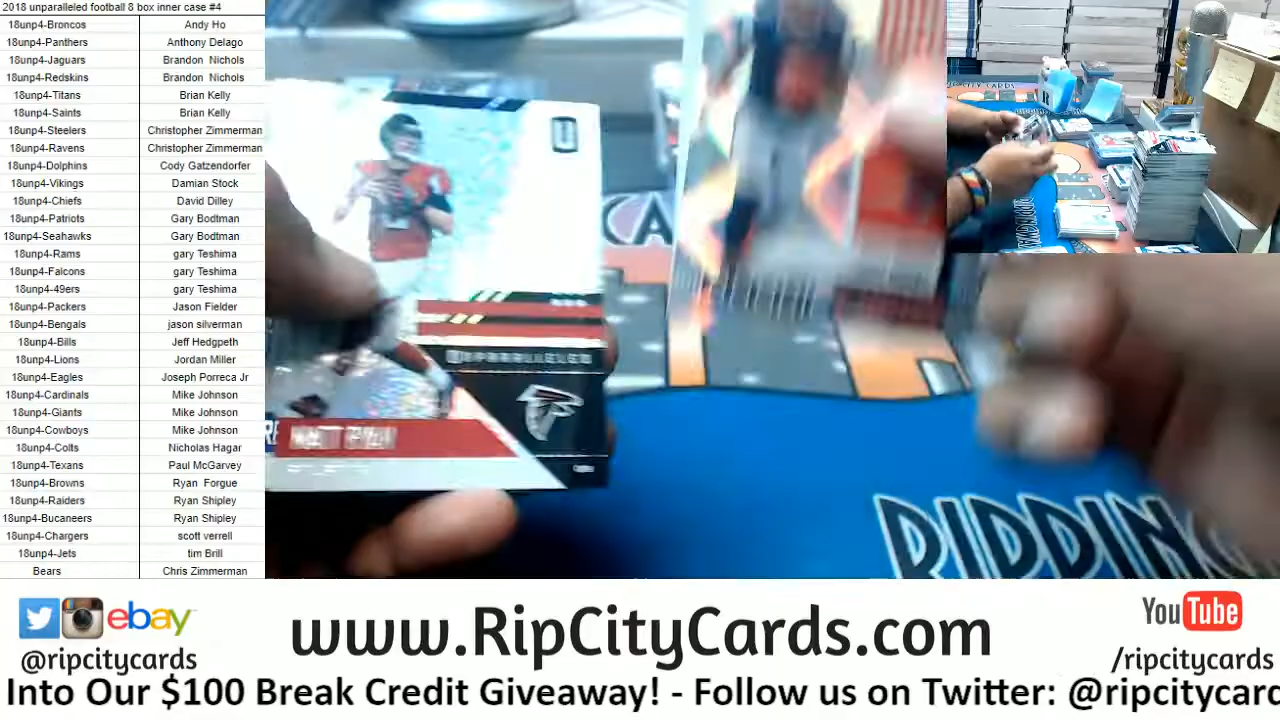 2018 unparalleled football 8 box inner case #4
18unp4-Broncos Andy Ho
18unp4-Panthers Anthony Delago
18unp4-Jaguars Brandon Nichols
18unp4-Redskins Brandon Nichols
18unp4-Titans Brian Kelly
18unp4-Saints Brian Kelly
18unp4-Steelers Christopher Zimmerman
18unp4-Ravens Christopher Zimmerman
18unp4-Dolphins Cody Gatzendorfer
18unp4-Vikings Damian Stock
18unp4-Chiefs David Dilley
18unp4-Patriots Gary Bodtman
18unp4-Seahawks Gary Bodtman
18unp4-Rams gary Teshima
18unp4-Falcons gary Teshima
18unp4-49ers gary Teshima
18unp4-Packers Jason Fielder
18unp4-Bengals jason silverman
18unp4-Bills Jeff Hedgpeth
18unp4-Lions Jordan Miller
18unp4-Eagles Joseph Porreca Jr
18unp4-Cardinals Mike Johnson
18unp4-Giants Mike Johnson
18unp4-Cowboys Mike Johnson
18unp4-Colts Nicholas Hagar
18unp4-Texans Paul McGarvey
18unp4-Browns Ryan Forgue
18unp4-Raiders Ryan Shipley
18unp4-Bucaneers Ryan Shipley
18unp4-Chargers scott verrell
18unp4-Jets tim Brill
Bears Chris Zimmerman
UNPARALLELED
MATT RYAN
CA
RIPPING
ebay
@ripcitycards
www.RipCityCards.com
YouTube
/ripcitycards
Into Our $100 Break Credit Giveaway! - Follow us on Twitter: @ripcitycard